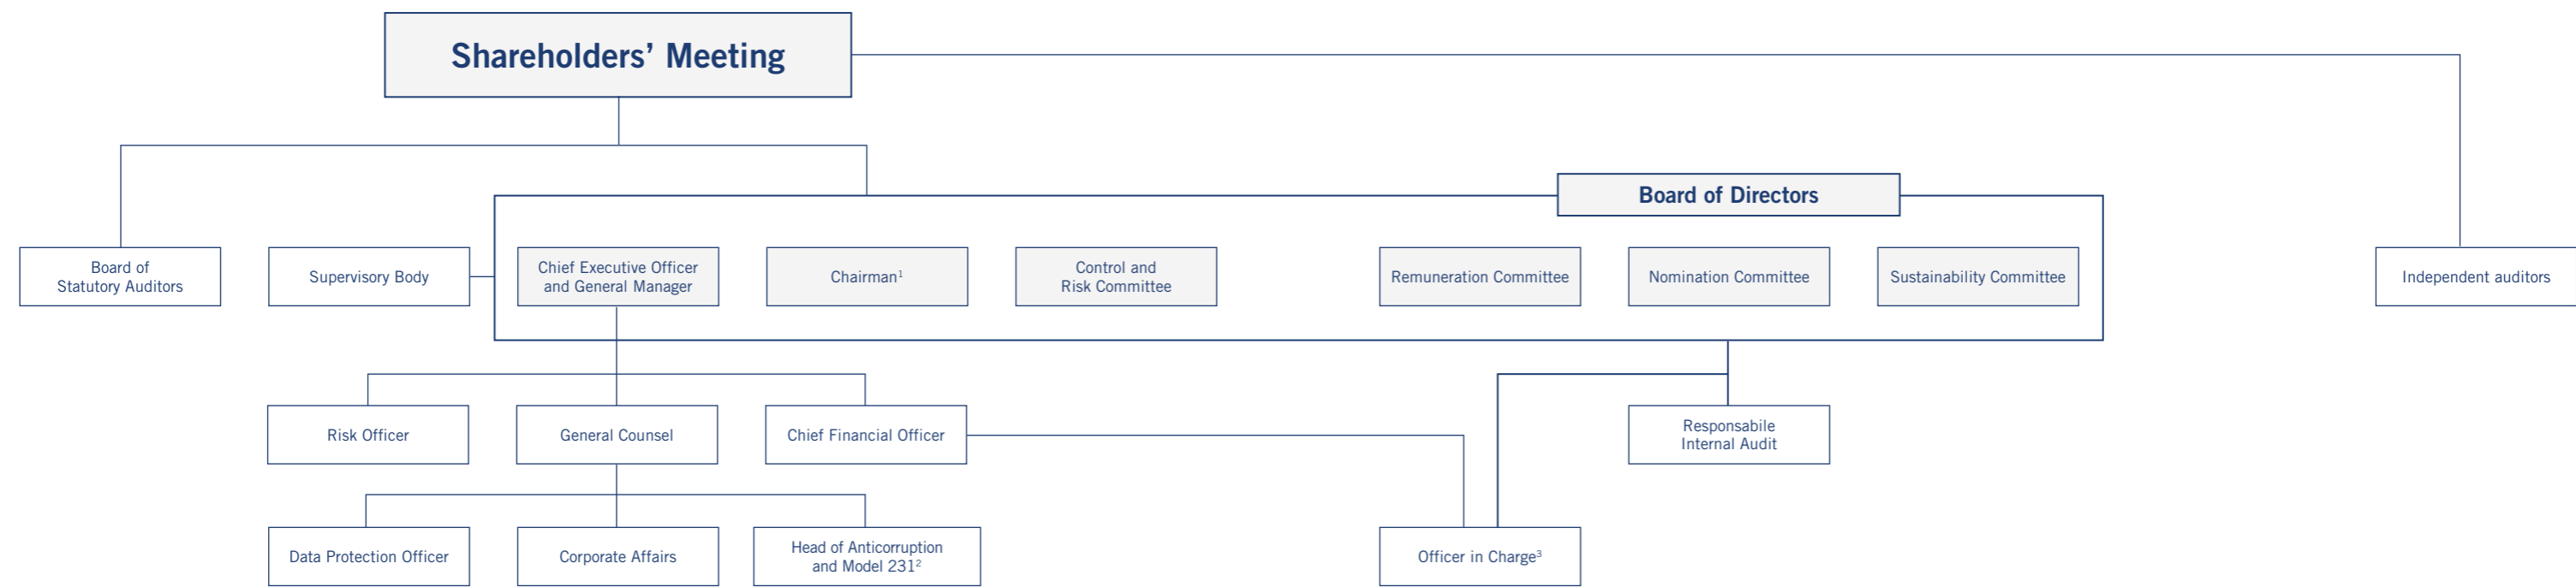 Shareholders’ Meeting
Board of Directors
Board of
Statutory Auditors
Supervisory Body
Chief Executive Officer
and General Manager
Chairman¹
Control and
Risk Committee
Remuneration Committee
Nomination Committee
Sustainability Committee
Independent auditors
Risk Officer
General Counsel
Chief Financial Officer
Responsabile
Internal Audit
Data Protection Officer
Corporate Affairs
Head of Anticorruption
and Model 231²
Officer in Charge³